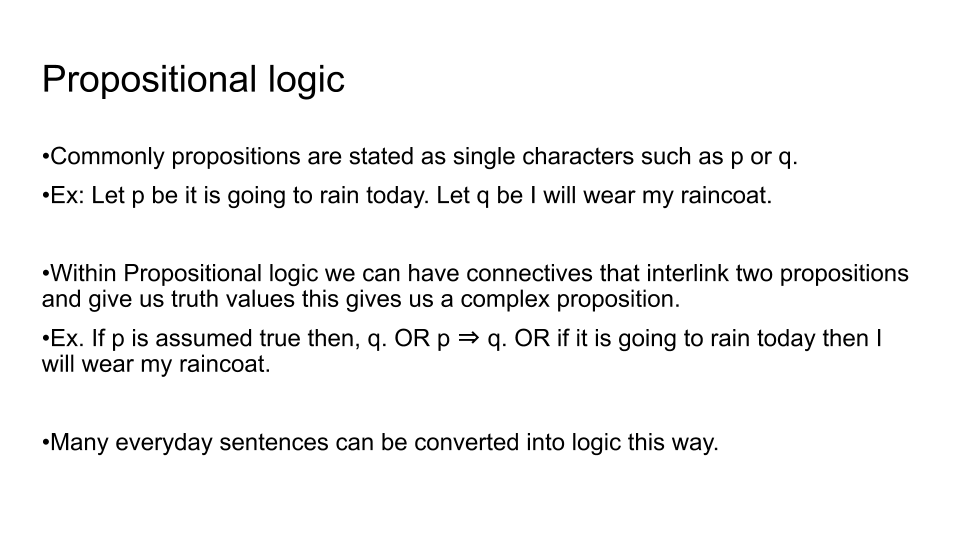 Propositional logic
•Commonly propositions are stated as single characters such as p or q.
•Ex: Let p be it is going to rain today. Let q be I will wear my raincoat.
•Within Propositional logic we can have connectives that interlink two propositions
and give us truth values this gives us a complex proposition.
•Ex. If p is assumed true then, q. OR p ⇒ q. OR if it is going to rain today then I
will wear my raincoat.
•Many everyday sentences can be converted into logic this way.